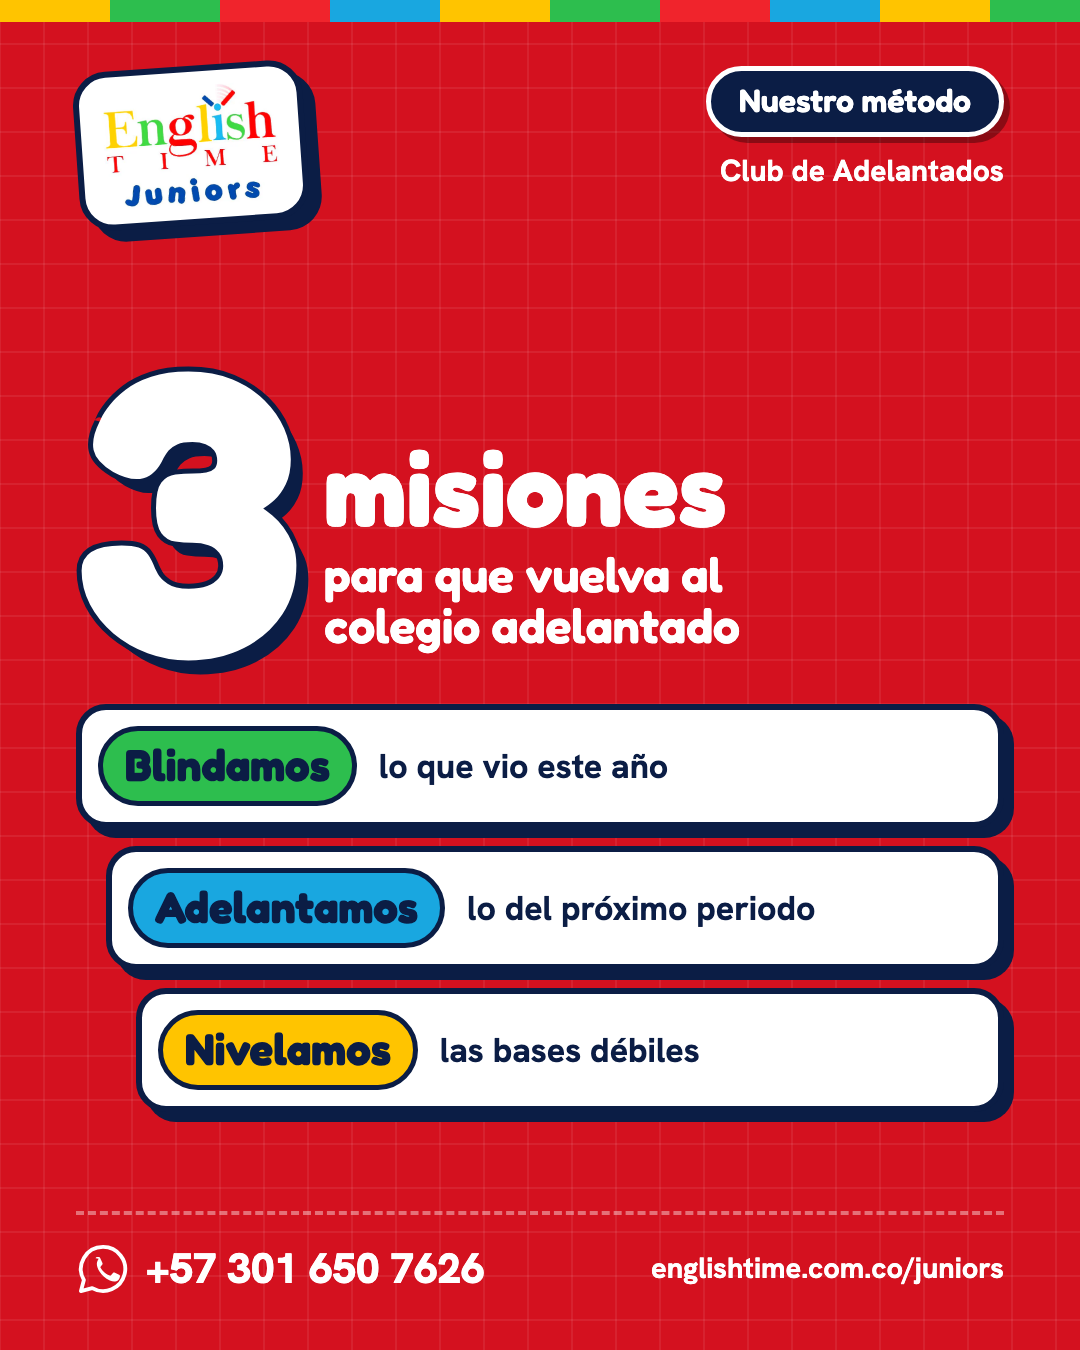 English
TIME
Juniors
Nuestro método
Club de Adelantados
3 misiones
para que vuelva al
colegio adelantado
Blindamos lo que vio este año
Adelantamos lo del próximo periodo
Nivelamos las bases débiles
+57 301 650 7626
englishtime.com.co/juniors